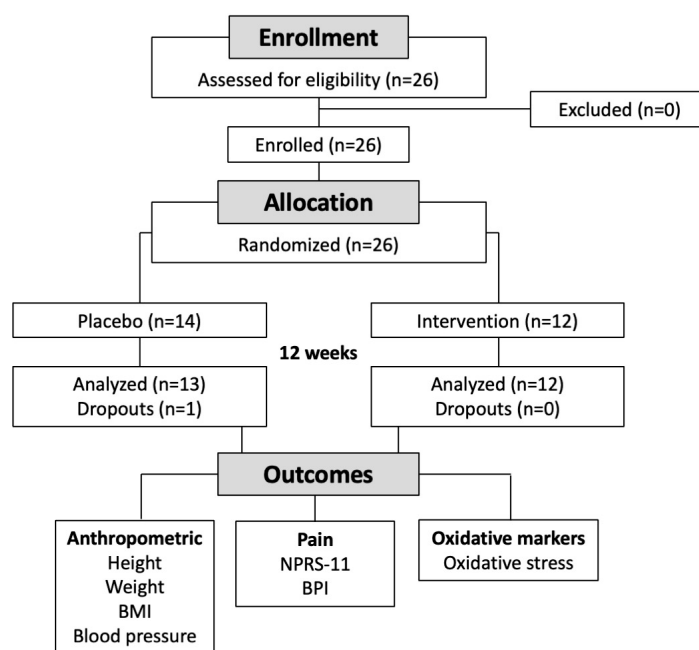 Enrollment
Assessed for eligibility (n=26)
Excluded (n=0)
Enrolled (n=26)
Allocation
Randomized (n=26)
Placebo (n=14)
Intervention (n=12)
12 weeks
Analyzed (n=13)
Dropouts (n=1)
Analyzed (n=12)
Dropouts (n=0)
Outcomes
Anthropometric
Height
Weight
BMI
Blood pressure
Pain
NPRS-11
BPI
Oxidative markers
Oxidative stress